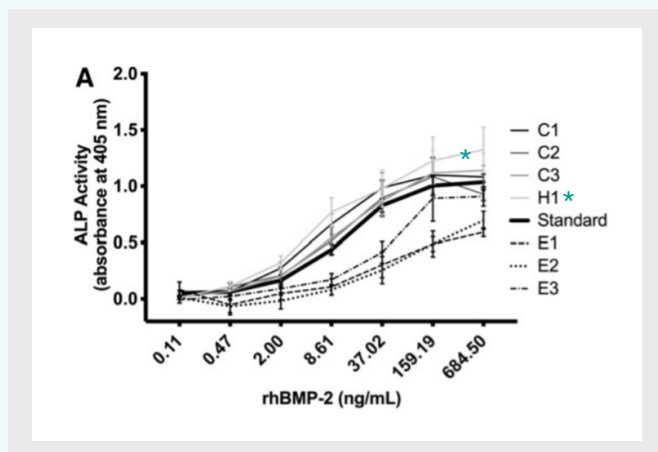 A
2.0
1.5
1.0
0.5
0.0
ALP Activity
(absorbance at 405 nm)
0.11
0.47
2.00
8.61
37.02
159.19
684.50
rhBMP-2 (ng/mL)
*
C1
C2
C3
H1 *
Standard
E1
E2
E3